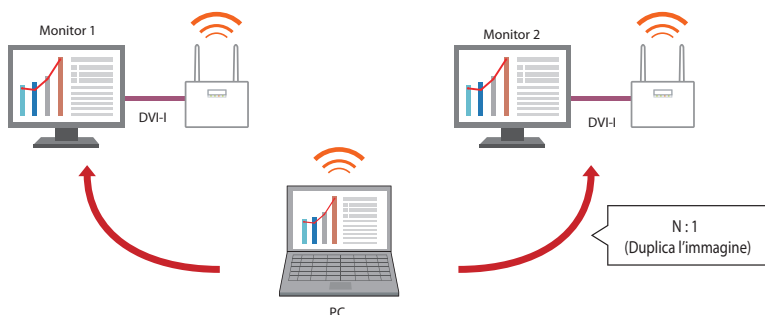 Monitor 1
DVI-I
Monitor 2
DVI-I
N : 1
(Duplica l'immagine)
PC